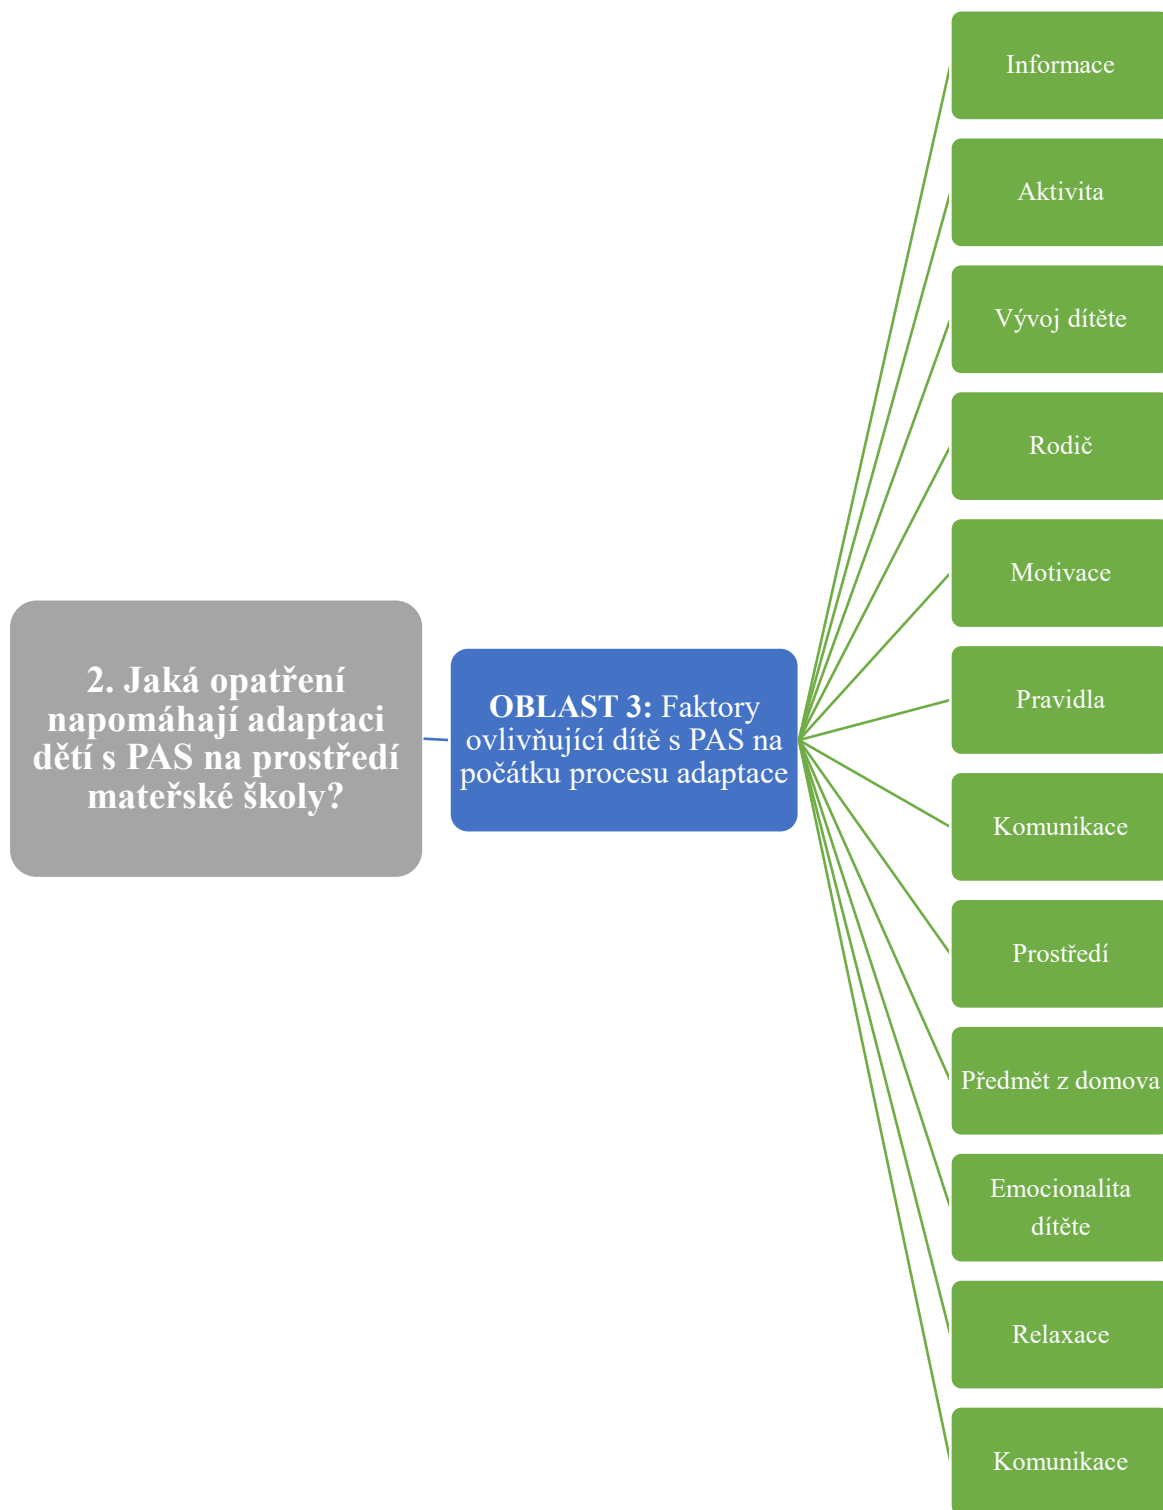 2. Jaká opatření
napomáhají adaptaci
dětí s PAS na prostředí
mateřské školy?
OBLAST 3: Faktory
ovlivňující dítě s PAS na
počátku procesu adaptace
Informace
Aktivita
Vývoj dítěte
Rodič
Motivace
Pravidla
Komunikace
Prostředí
Předmět z domova
Emocionalita
dítěte
Relaxace
Komunikace